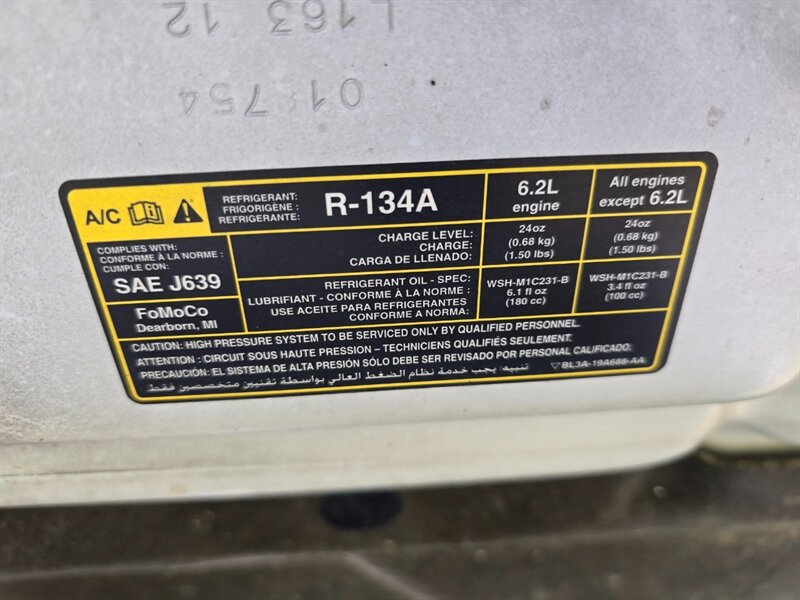 L163 12
01 754
A/C
REFRIGERANT:
FRIGORIGÈNE :
REFRIGERANTE:
R-134A
6.2L
engine
All engines
except 6.2L
COMPLIES WITH:
CONFORME À LA NORME :
CUMPLE CON:
SAE J639
CHARGE LEVEL:
CHARGE:
CARGA DE LLENADO:
24oz
(0.68 kg)
(1.50 lbs)
24oz
(0.68 kg)
(1.50 lbs)
FoMoCo
Dearborn, MI
REFRIGERANT OIL - SPEC:
LUBRIFIANT - CONFORME À LA NORME :
USE ACEITE PARA REFRIGERANTES
CONFORME A NORMA:
WSH-M1C231-B
6.1 fl oz
(180 cc)
WSH-M1C231-B
3.4 fl oz
(100 cc)
CAUTION: HIGH PRESSURE SYSTEM TO BE SERVICED ONLY BY QUALIFIED PERSONNEL.
ATTENTION : CIRCUIT SOUS HAUTE PRESSION – TECHNICIENS QUALIFIÉS SEULEMENT.
PRECAUCIÓN: EL SISTEMA DE ALTA PRESIÓN SÓLO DEBE SER REVISADO POR PERSONAL CALIFICADO.
تنبيه: يجب خدمة نظام الضغط العالي بواسطة تقنيين متخصصين فقط
BL3A-19A688-AA